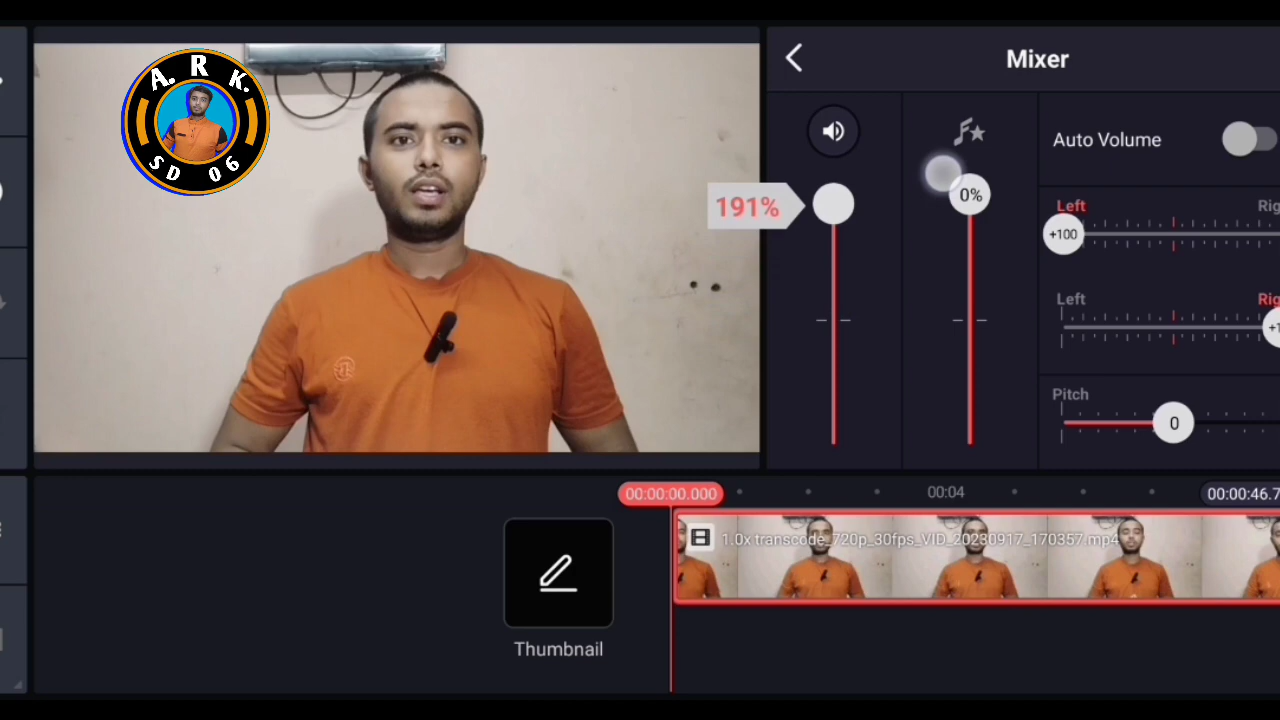 A. R K.
SD 06
Mixer
191%
0%
Auto Volume
Left Rig
+100
Left Rig
+1
Pitch
0
00:00:00.000
00:04
00:00:46.7
1.0x transcode_720p_30fps_VID_20230917_170357.mp4
Thumbnail